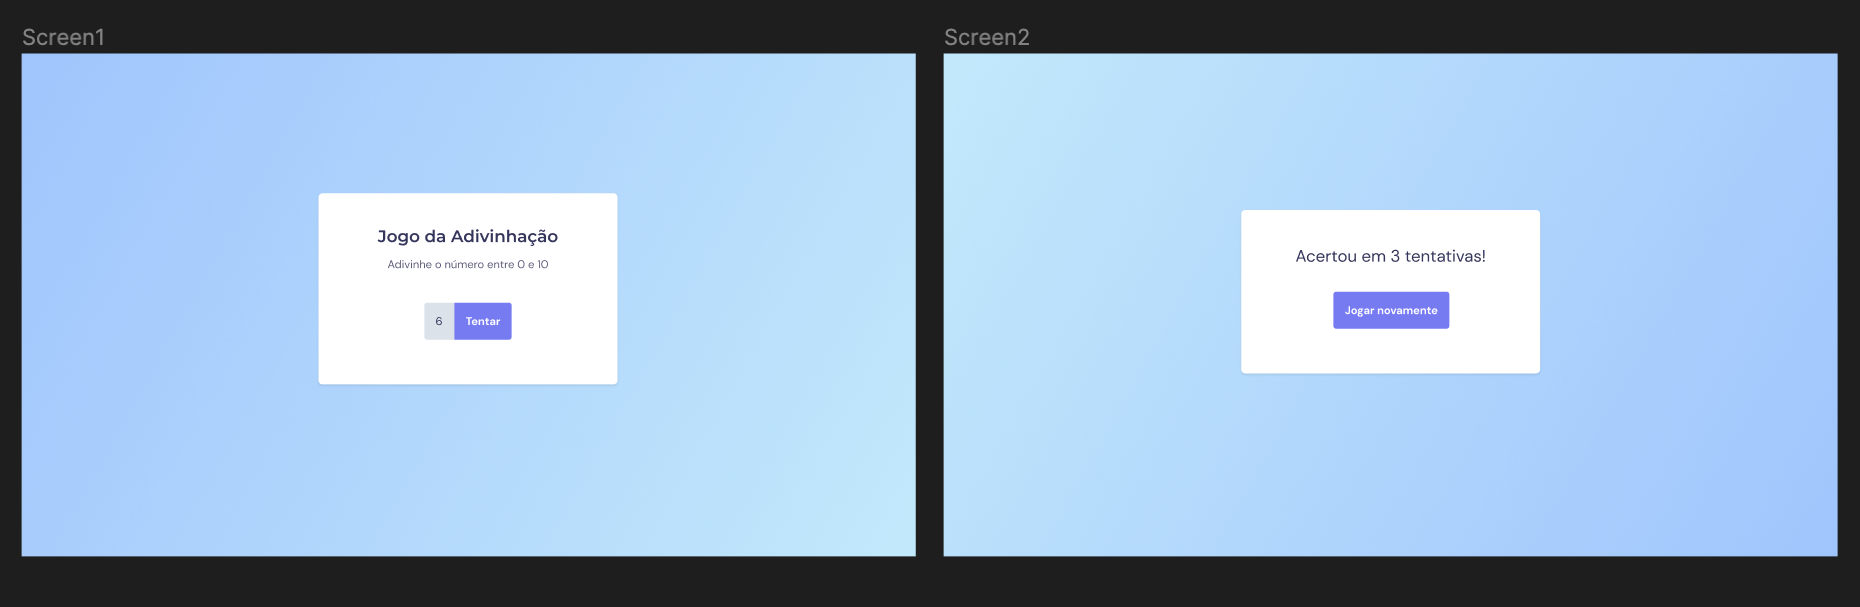 Screen1
Jogo da Adivinhação
Adivinhe o número entre 0 e 10
6
Tentar
Screen2
Acertou em 3 tentativas!
Jogar novamente